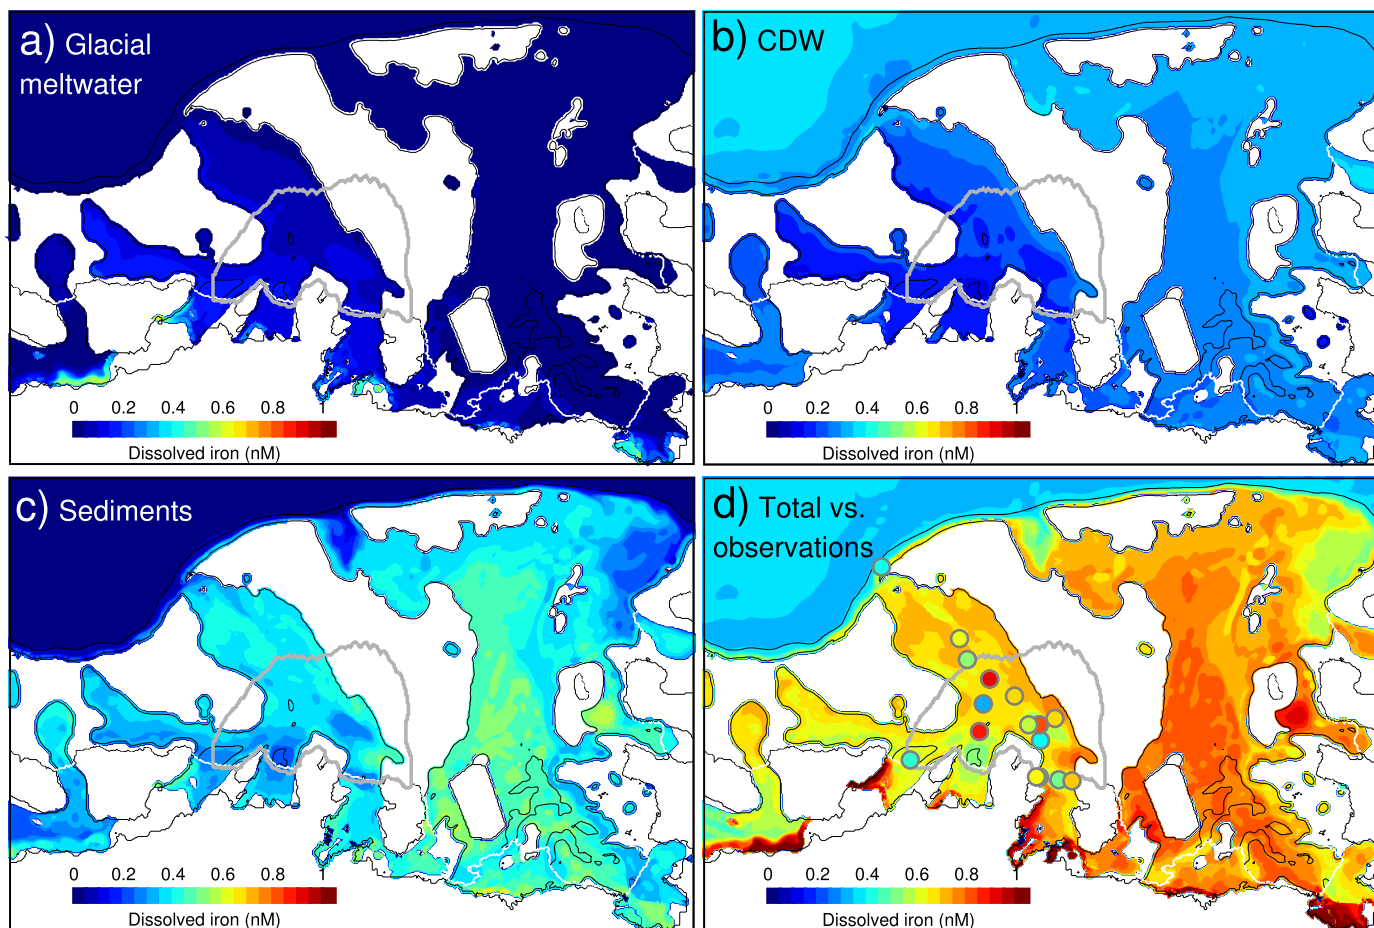 a) Glacial
meltwater
0 0.2 0.4 0.6 0.8 1
Dissolved iron (nM)
b) CDW
0 0.2 0.4 0.6 0.8 1
Dissolved iron (nM)
c) Sediments
0 0.2 0.4 0.6 0.8 1
Dissolved iron (nM)
d) Total vs.
observations
0 0.2 0.4 0.6 0.8 1
Dissolved iron (nM)